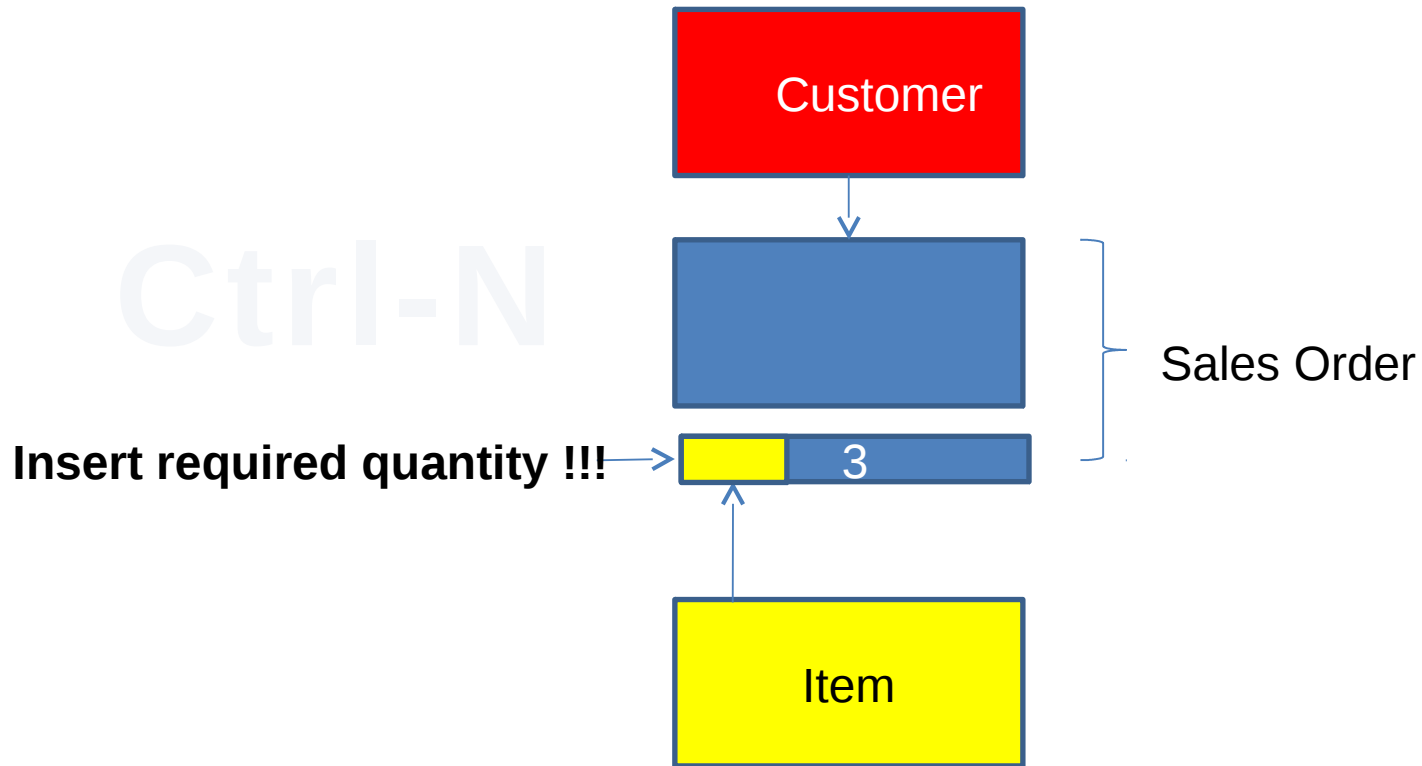 Customer
Ctrl-N
Sales Order
Insert required quantity !!!
3
Item